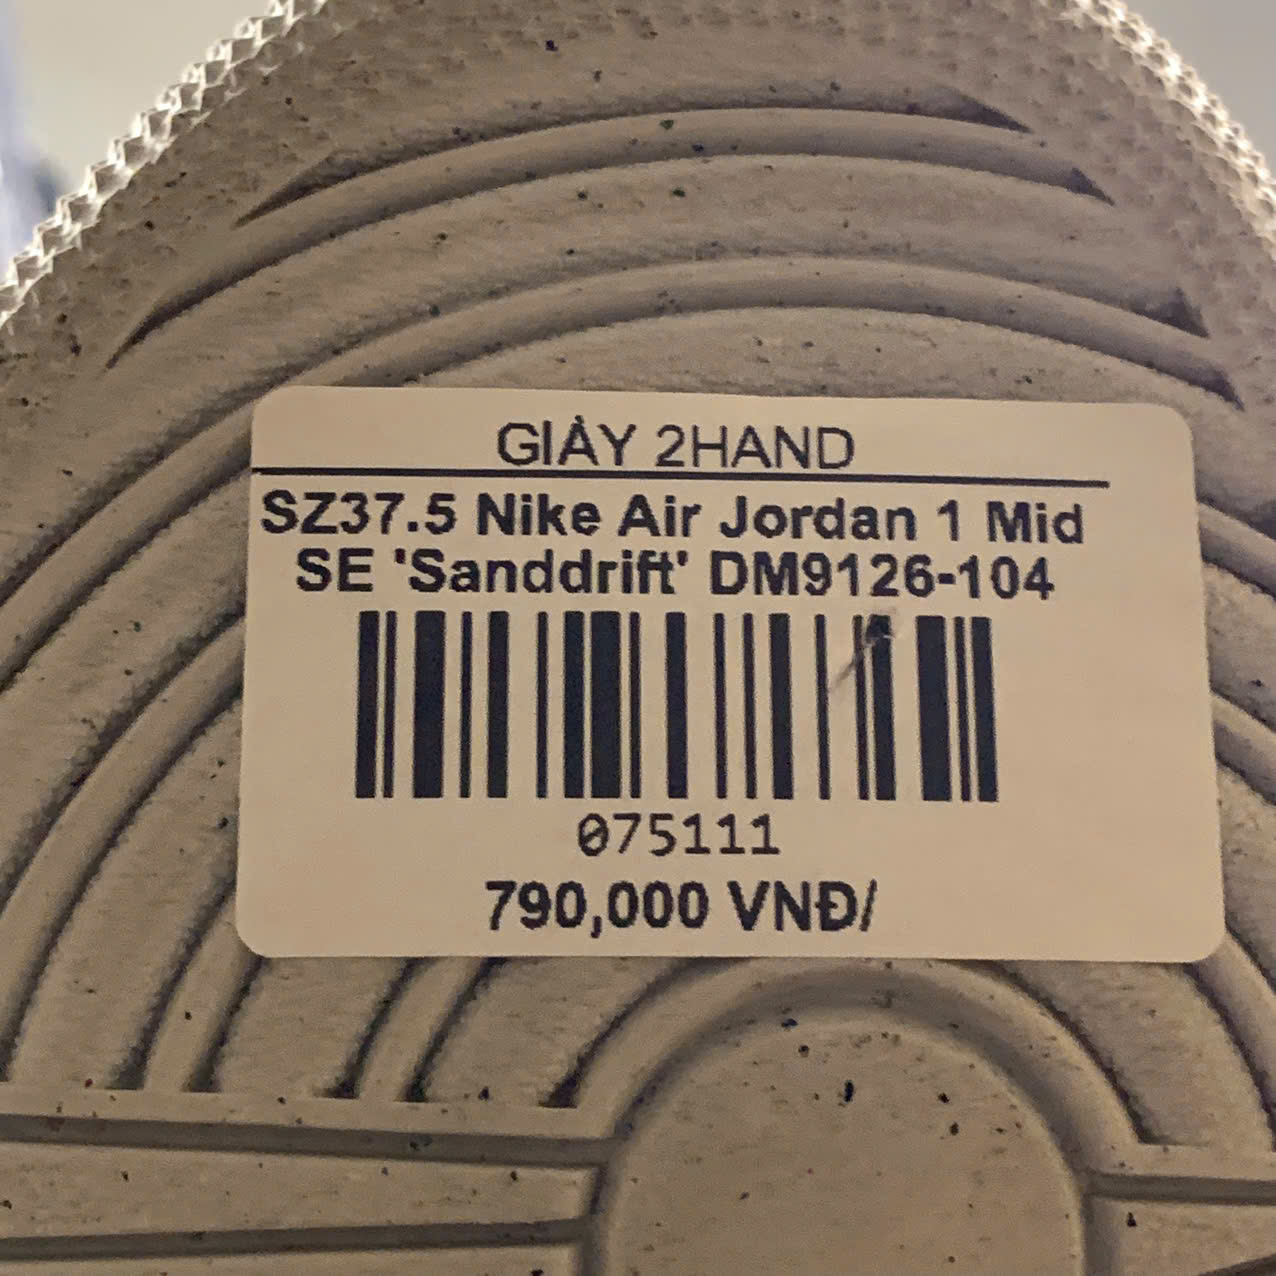 GIÀY 2HAND
SZ37.5 Nike Air Jordan 1 Mid
SE 'Sanddrift' DM9126-104
075111
790,000 VNĐ/